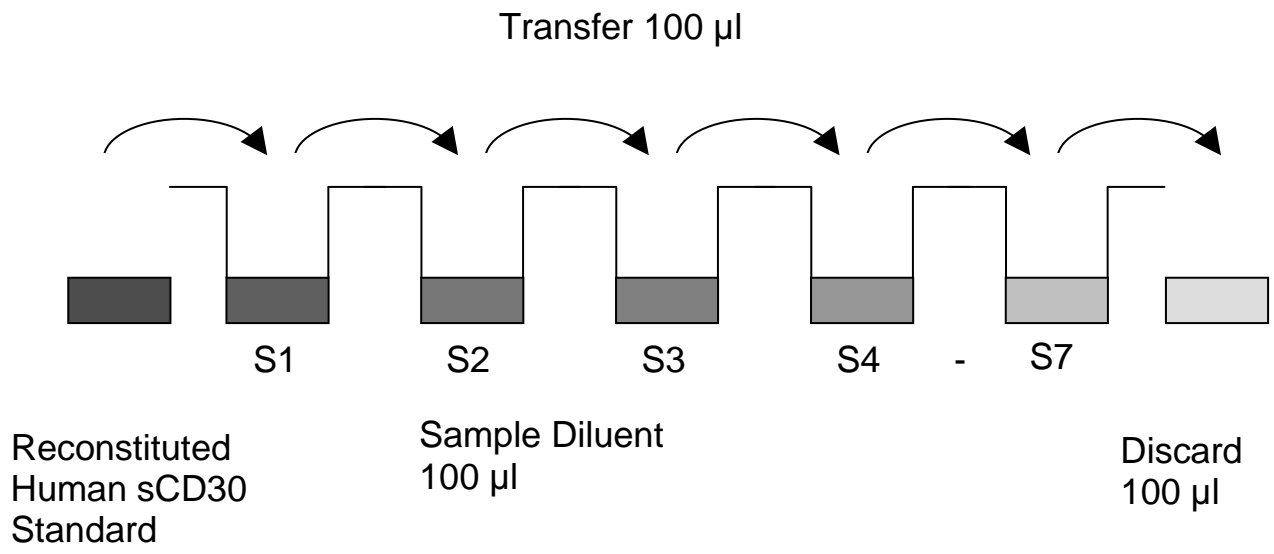 Transfer 100 µl
S1 S2 S3 S4 - S7
Reconstituted
Human sCD30
Standard
Sample Diluent
100 µl
Discard
100 µl